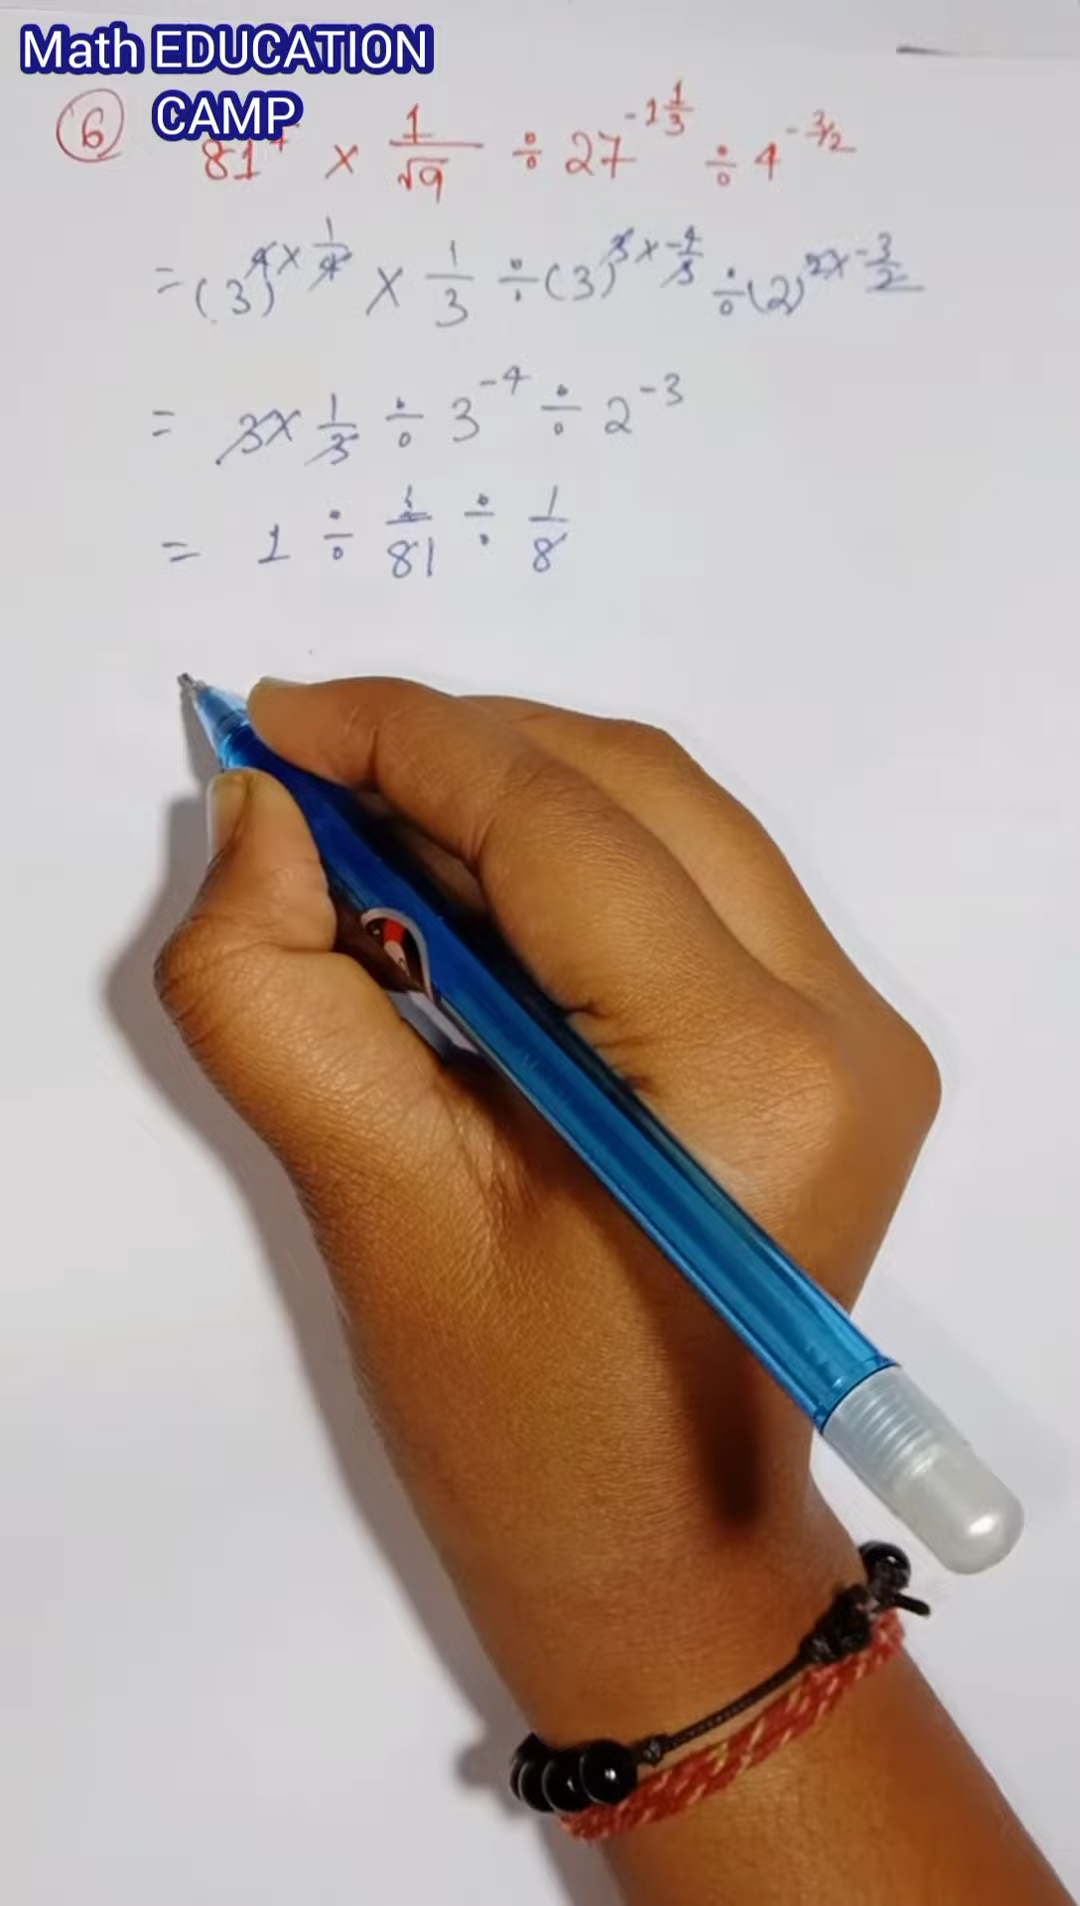 Math EDUCATION
CAMP
6 81 × 1/√9 ÷ 27^-1 1/3 ÷ 4^-3/2
= (3)^4×1/4 × 1/3 ÷ (3)^3×-4/3 ÷ (2)^2×-3/2
= 3× 1/3 ÷ 3^-4 ÷ 2^-3
= 1 ÷ 1/81 ÷ 1/8